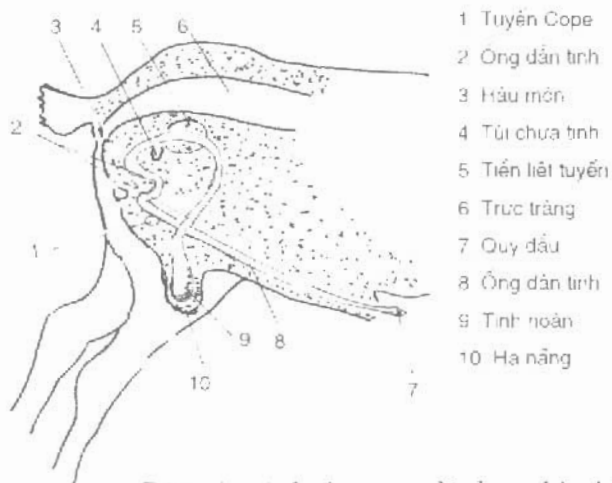 3
4
5
6
2
1
9
8
10
7
1 Tuyến Cope
2 Ống dẫn tinh
3 Hậu môn
4 Túi chứa tinh
5 Tiền liệt tuyến
6 Trực tràng
7 Quy đầu
8 Ống dẫn tinh
9 Tinh hoàn
10 Hạ nang